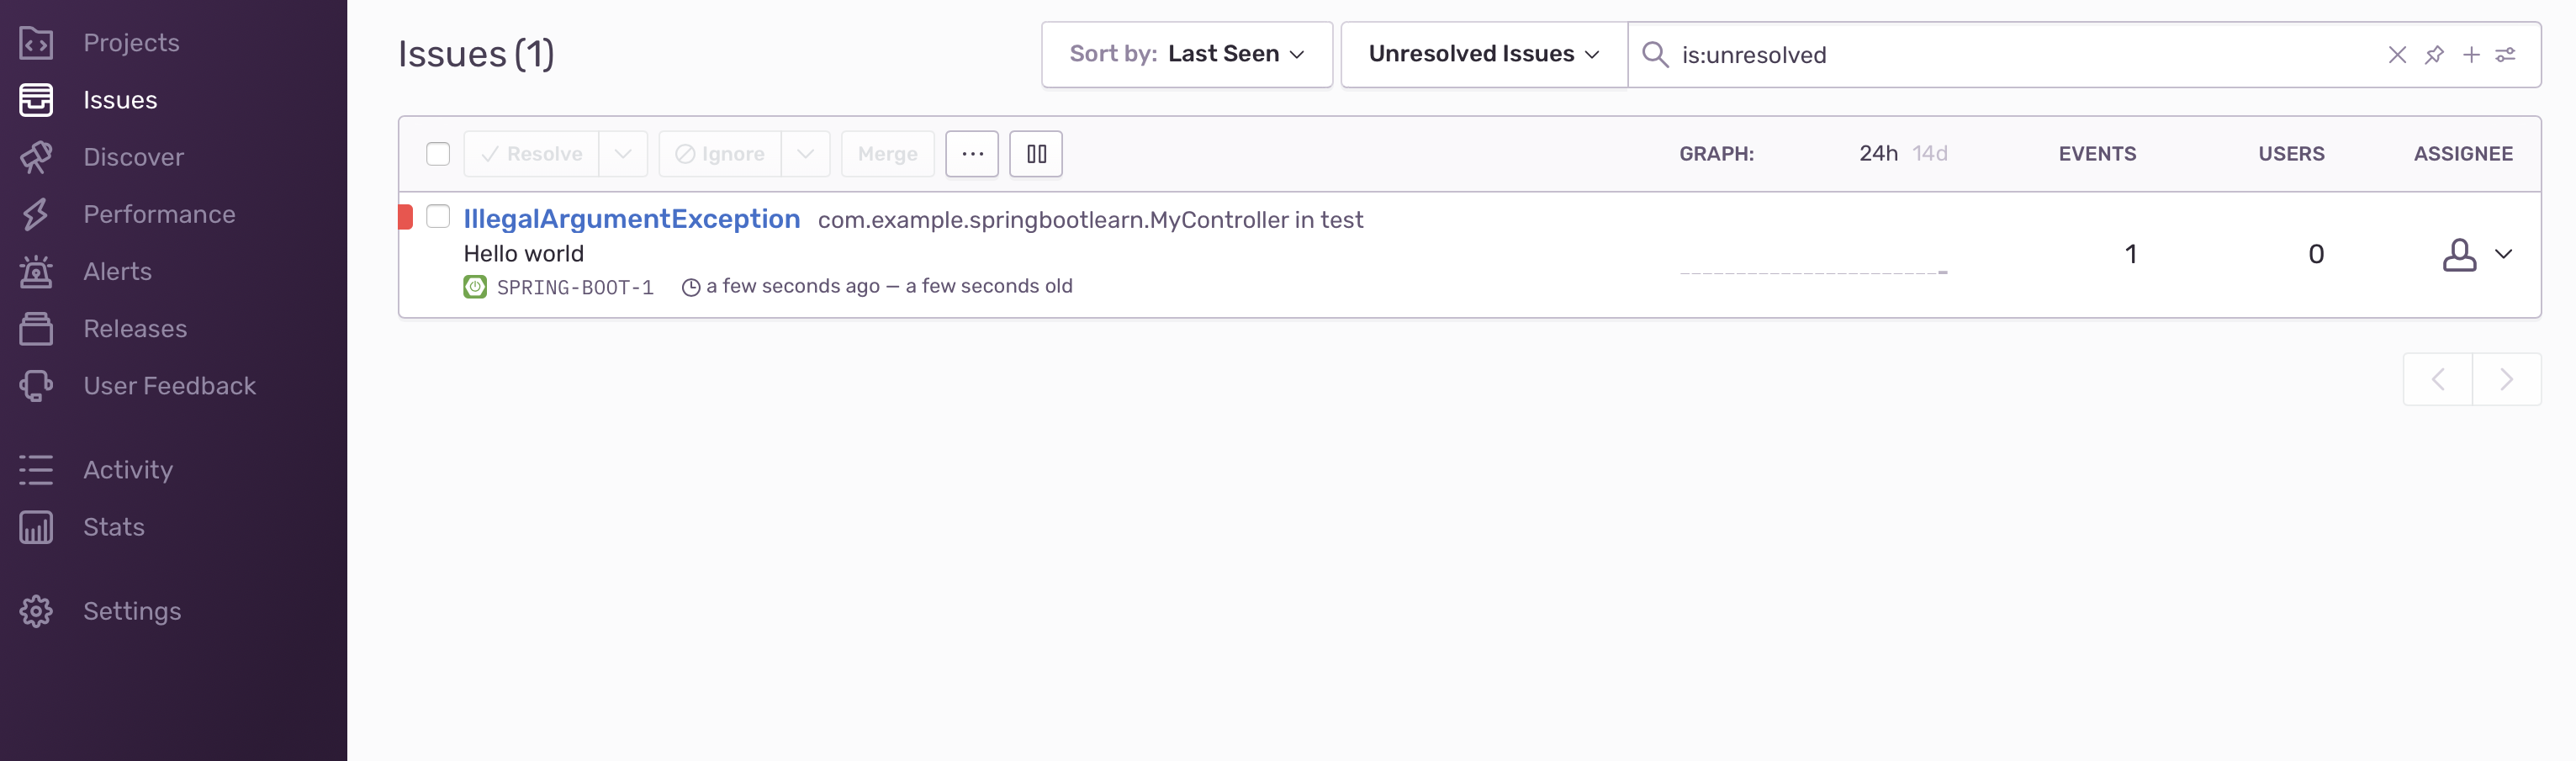 Projects
Issues
Discover
Performance
Alerts
Releases
User Feedback
Activity
Stats
Settings
Issues (1)
Sort by: Last Seen
Unresolved Issues
is:unresolved
Resolve
Ignore
Merge
GRAPH: 24h 14d
EVENTS
USERS
ASSIGNEE
IllegalArgumentException com.example.springbootlearn.MyController in test
Hello world
SPRING-BOOT-1 a few seconds ago — a few seconds old
1
0